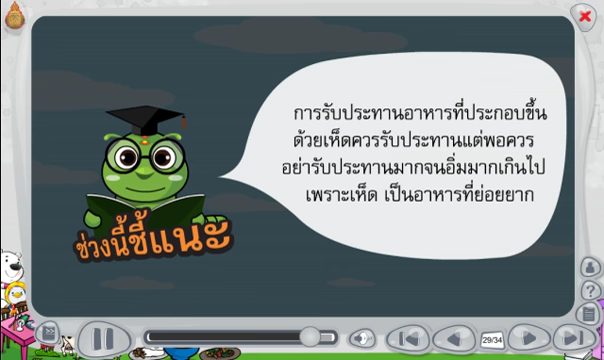 การรับประทานอาหารที่ประกอบขึ้น
ด้วยเห็ดควรรับประทานแต่พอควร
อย่ารับประทานมากจนอิ่มมากเกินไป
เพราะเห็ด เป็นอาหารที่ย่อยยาก
ช่วงนี้ชี้แนะ
29/34